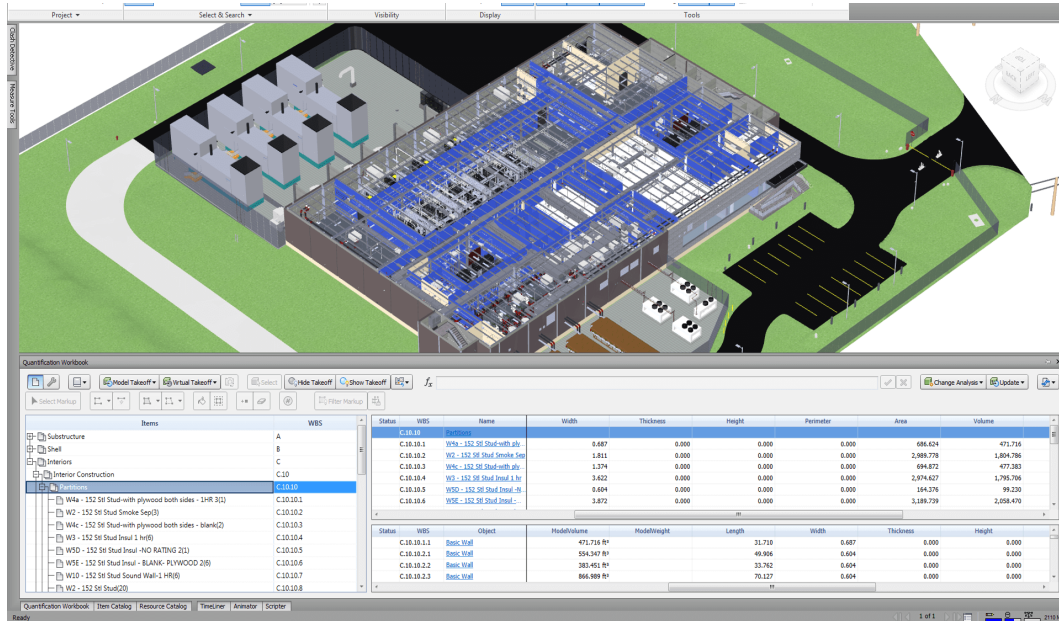 Project Select & Search Visibility Display Tools
Clash Detective
Measure Tools
Quantification Workbook
Model Takeoff Virtual Takeoff Select Hide Takeoff Show Takeoff fx Change Analysis Update
Select Markup Filter Markup
Items WBS
Substructure A
Shell B
Interiors C
Interior Construction C.10
Partitions C.10.10
W4a - 152 Stl Stud-with plywood both sides - 1HR 3(1) C.10.10.1
W2 - 152 Stl Stud Smoke Sep(3) C.10.10.2
W4c - 152 Stl Stud-with plywood both sides - blank(2) C.10.10.3
W3 - 152 Stl Stud Insul 1 hr(6) C.10.10.4
W5D - 152 Stl Stud Insul -NO RATING 2(1) C.10.10.5
W5E - 152 Stl Stud Insul - BLANK- PLYWOOD 2(6) C.10.10.6
W10 - 152 Stl Stud Sound Wall-1 HR(6) C.10.10.7
W2 - 152 Stl Stud(20) C.10.10.8
Status WBS Name Width Thickness Height Perimeter Area Volume
C.10.10 Partitions
C.10.10.1 W4a - 152 Stl Stud-with ply... 0.687 0.000 0.000 0.000 686.624 471.716
C.10.10.2 W2 - 152 Stl Stud Smoke Sep 1.811 0.000 0.000 0.000 2,989.778 1,804.786
C.10.10.3 W4c - 152 Stl Stud-with ply... 1.374 0.000 0.000 0.000 694.872 477.383
C.10.10.4 W3 - 152 Stl Stud Insul 1 hr 3.622 0.000 0.000 0.000 2,974.627 1,795.706
C.10.10.5 W5D - 152 Stl Stud Insul -N... 0.604 0.000 0.000 0.000 164.376 99.230
C.10.10.6 W5E - 152 Stl Stud Insul -... 3.872 0.000 0.000 0.000 3,189.739 2,058.470
Status WBS Object ModelVolume ModelWeight Length Width Thickness Height
C.10.10.1.1 Basic Wall 471.716 ft³ 31.710 0.687 0.000 0.000
C.10.10.2.1 Basic Wall 554.347 ft³ 49.906 0.604 0.000 0.000
C.10.10.2.2 Basic Wall 383.451 ft³ 33.762 0.604 0.000 0.000
C.10.10.2.3 Basic Wall 866.989 ft³ 70.127 0.604 0.000 0.000
Quantification Workbook Item Catalog Resource Catalog TimeLiner Animator Scripter
Ready 1 of 1